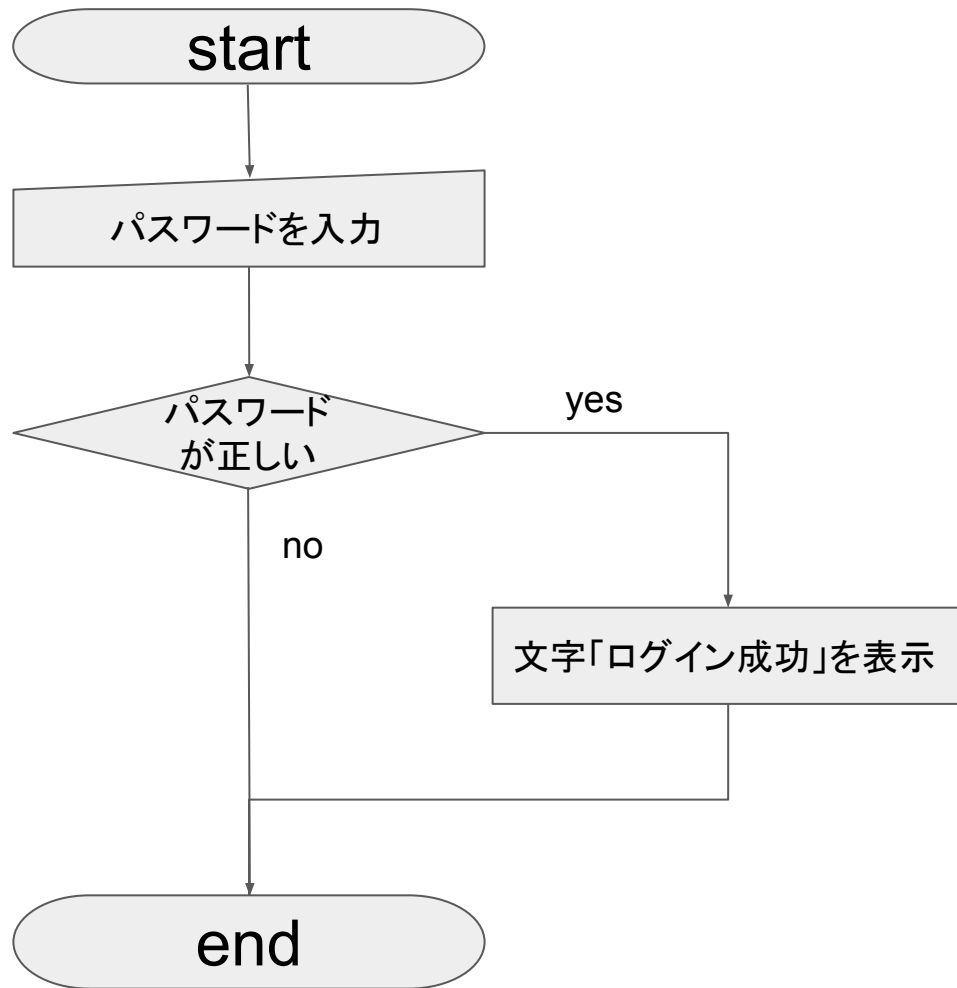 start
パスワードを入力
パスワード
が正しい
yes
no
文字「ログイン成功」を表示
end